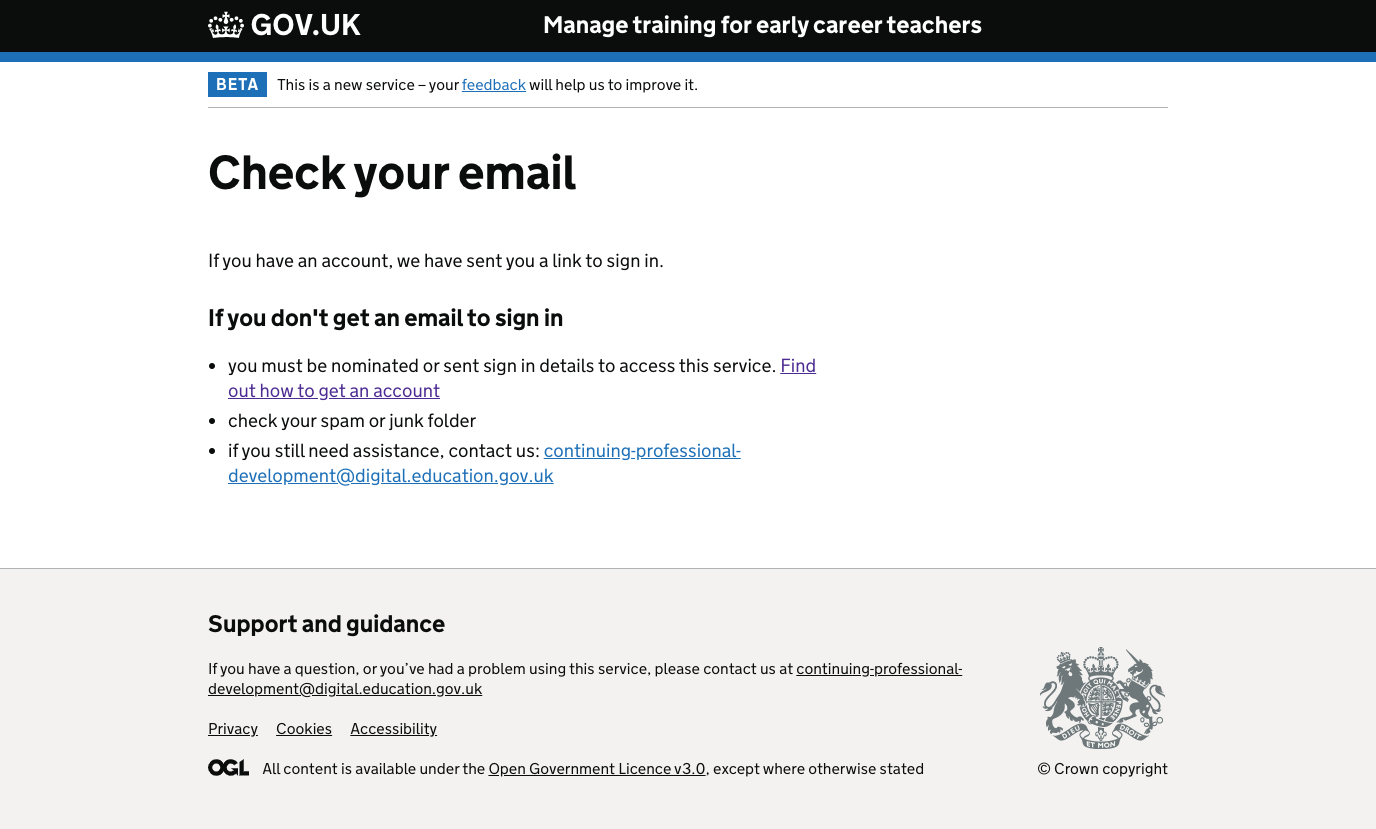 GOV.UK Manage training for early career teachers
BETA This is a new service – your feedback will help us to improve it.
Check your email
If you have an account, we have sent you a link to sign in.
If you don't get an email to sign in
• you must be nominated or sent sign in details to access this service. Find
out how to get an account
• check your spam or junk folder
• if you still need assistance, contact us: continuing-professional-
development@digital.education.gov.uk
Support and guidance
If you have a question, or you’ve had a problem using this service, please contact us at continuing-professional-
development@digital.education.gov.uk
Privacy Cookies Accessibility
OGL All content is available under the Open Government Licence v3.0, except where otherwise stated
DIEU ET MON DROIT
© Crown copyright